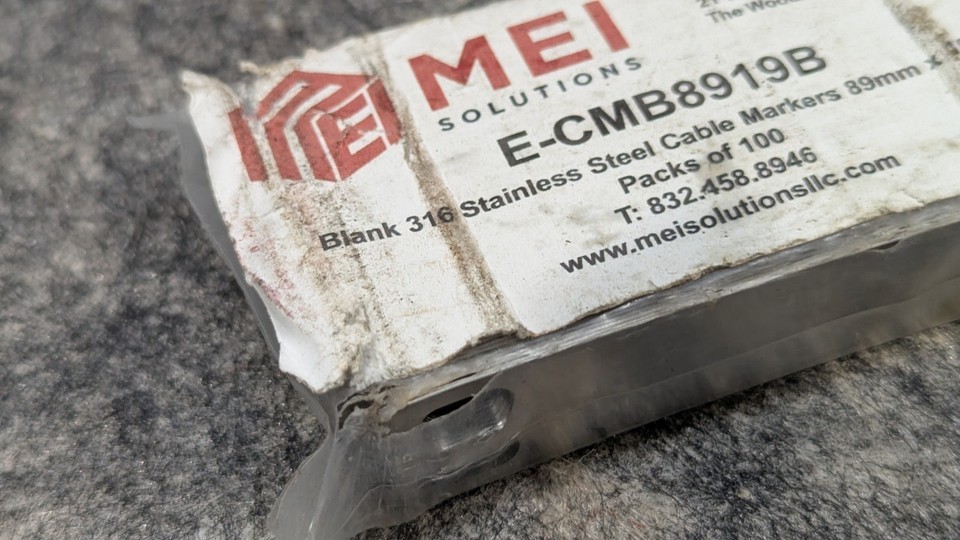 MEI
SOLUTIONS
MEI
The
E-CMB8919B
Blank 316 Stainless Steel Cable Markers 89mm x
Packs of 100
T: 832.458.8946
www.meisolutionsllc.com